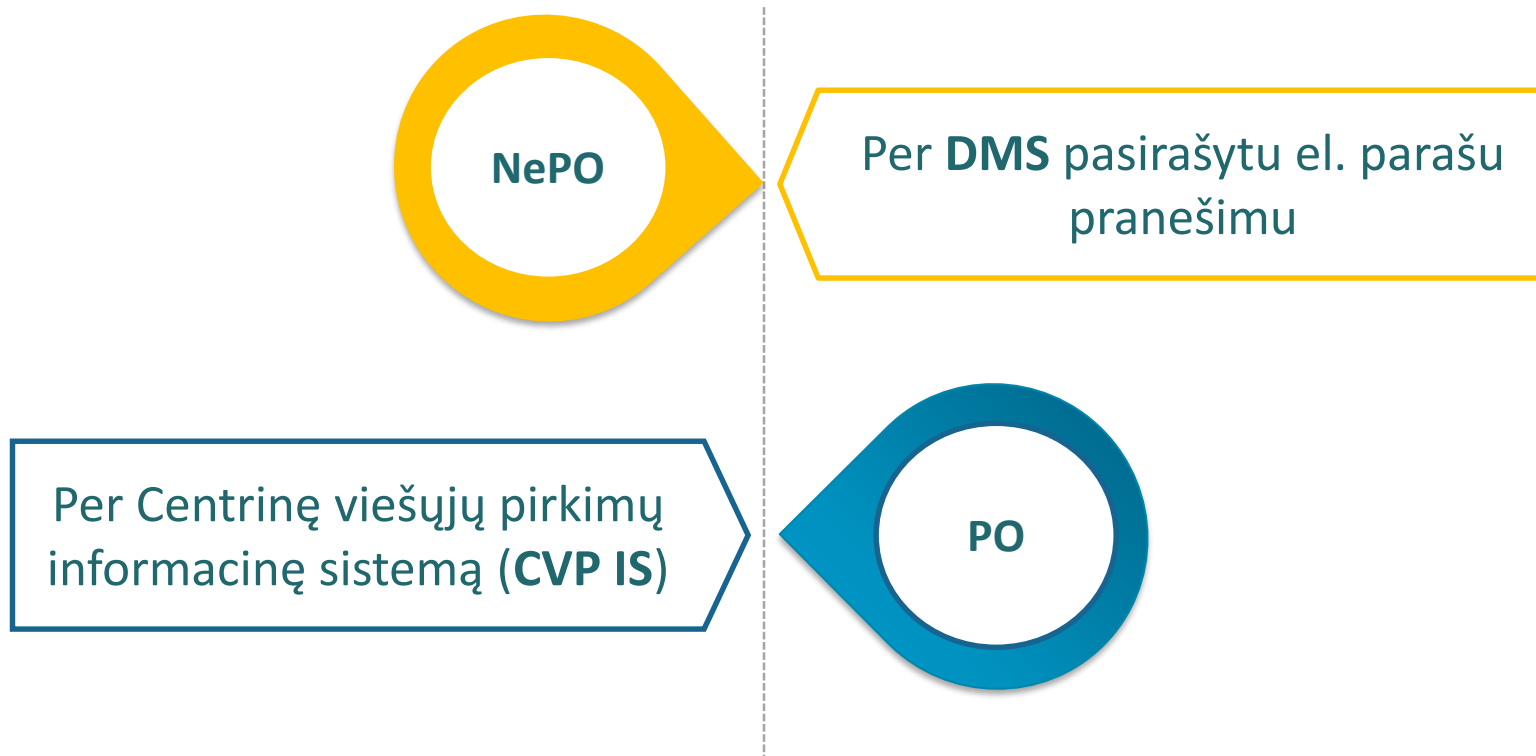 NePO
Per DMS pasirašytu el. parašu
pranešimu
Per Centrinę viešųjų pirkimų
informacinę sistemą (CVP IS)
PO